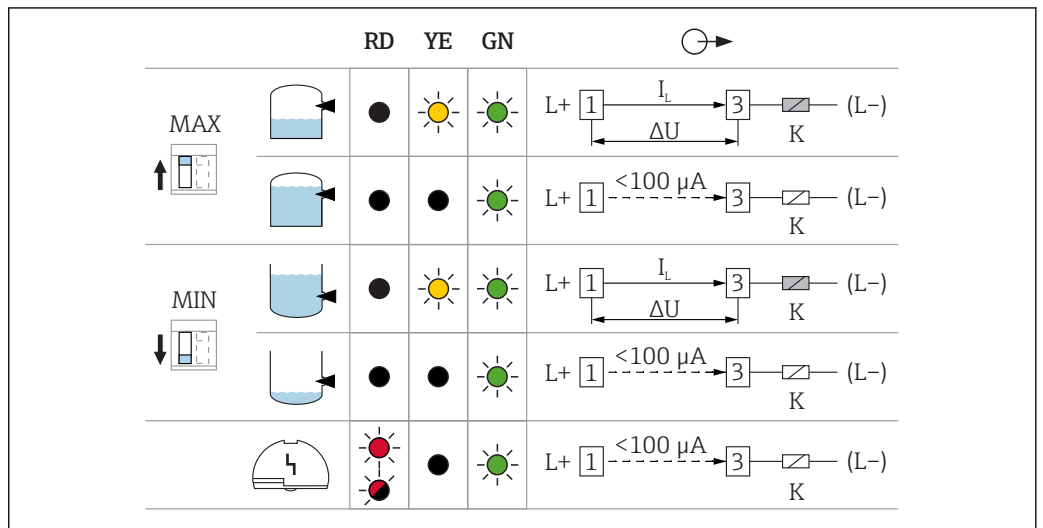 RD YE GN
MAX
L+ 1 I_L 3 (L−)
ΔU K
L+ 1 <100 µA 3 (L−)
K
MIN
L+ 1 I_L 3 (L−)
ΔU K
L+ 1 <100 µA 3 (L−)
K
L+ 1 <100 µA 3 (L−)
K